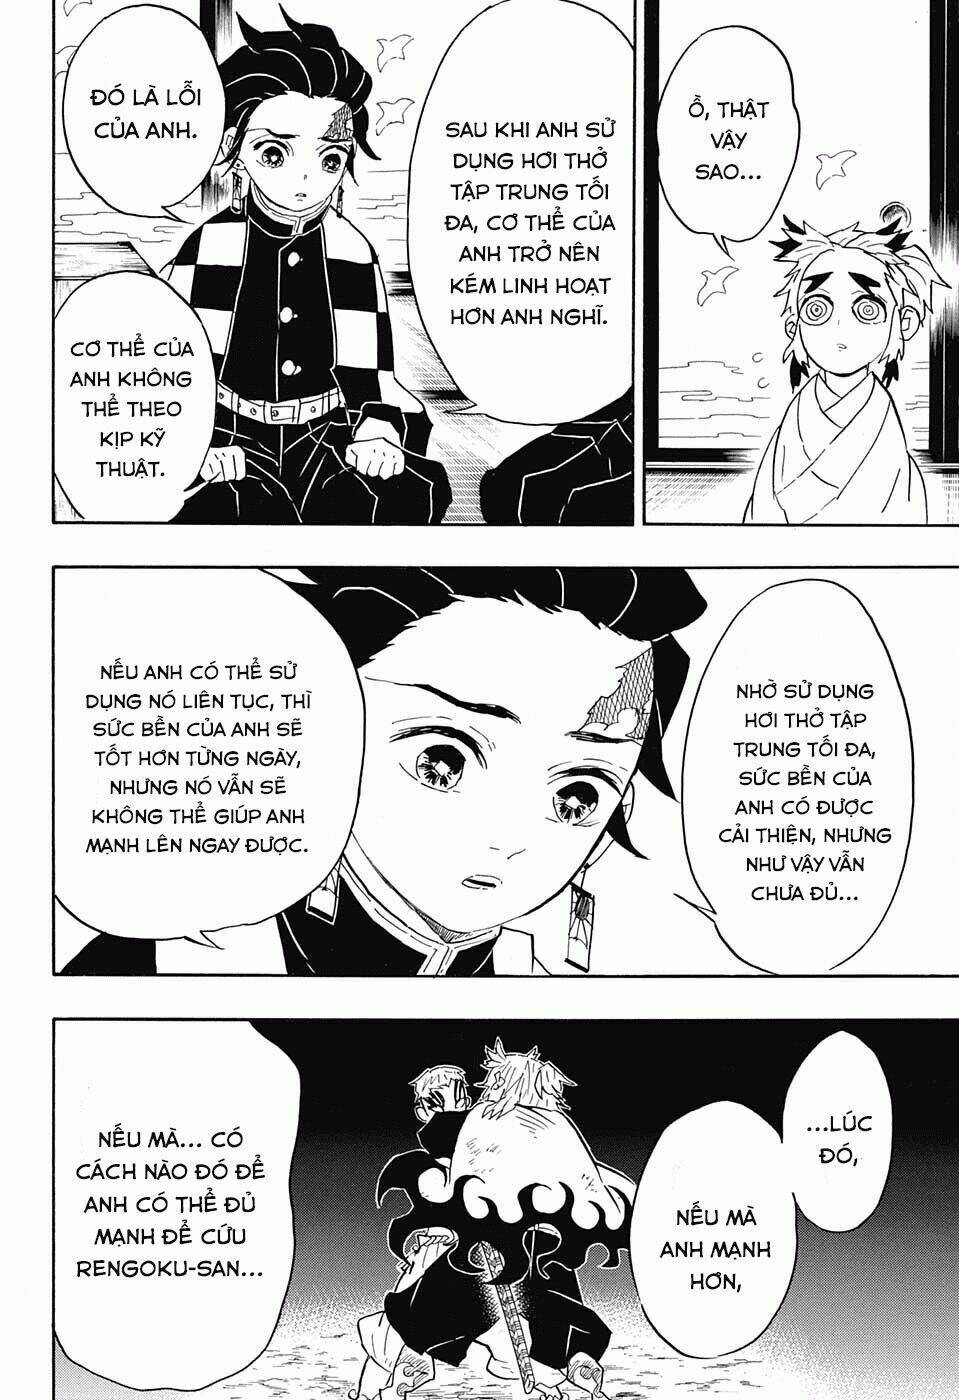 Ồ, THẬT
VẬY
SAO...
SAU KHI ANH SỬ
DỤNG HƠI THỞ
TẬP TRUNG TỐI
ĐA, CƠ THỂ CỦA
ANH TRỞ NÊN
KÉM LINH HOẠT
HƠN ANH NGHĨ.
ĐÓ LÀ LỖI
CỦA ANH.
CƠ THỂ CỦA
ANH KHÔNG
THỂ THEO
KỊP KỸ
THUẬT.
NHỜ SỬ DỤNG
HƠI THỞ TẬP
TRUNG TỐI ĐA,
SỨC BỀN CỦA
ANH CÓ ĐƯỢC
CẢI THIỆN, NHƯNG
NHƯ VẬY VẪN
CHƯA ĐỦ...
NẾU ANH CÓ THỂ SỬ
DỤNG NÓ LIÊN TỤC, THÌ
SỨC BỀN CỦA ANH SẼ
TỐT HƠN TỪNG NGÀY,
NHƯNG NÓ VẪN SẼ
KHÔNG THỂ GIÚP ANH
MẠNH LÊN NGAY ĐƯỢC.
...LÚC
ĐÓ,
NẾU MÀ
ANH MẠNH
HƠN,
NẾU MÀ... CÓ
CÁCH NÀO ĐÓ ĐỂ
ANH CÓ THỂ ĐỦ
MẠNH ĐỂ CỨU
RENGOKU-SAN...